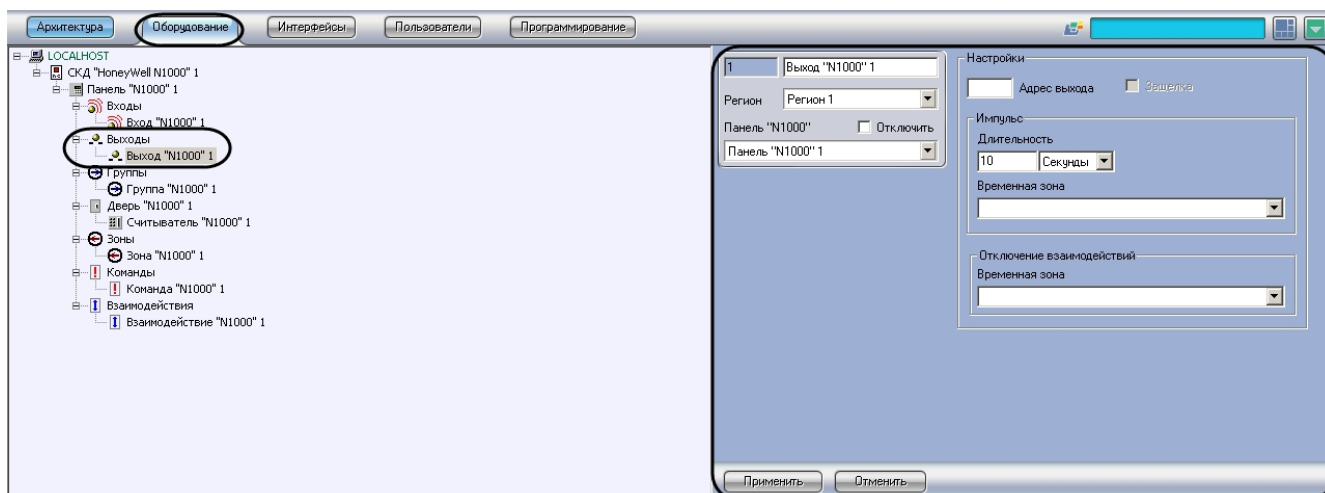 Архитектура
Оборудование
Интерфейсы
Пользователи
Программирование
LOCALHOST
СКД "HoneyWell N1000" 1
Панель "N1000" 1
Входы
Вход "N1000" 1
Выходы
Выход "N1000" 1
Группы
Группа "N1000" 1
Дверь "N1000" 1
Считыватель "N1000" 1
Зоны
Зона "N1000" 1
Команды
Команда "N1000" 1
Взаимодействия
Взаимодействие "N1000" 1
1
Выход "N1000" 1
Регион
Регион 1
Панель "N1000"
Отключить
Панель "N1000" 1
Настройки
Адрес выхода
Защелка
Импульс
Длительность
10
Секунды
Временная зона
Отключение взаимодействий
Временная зона
Применить
Отменить